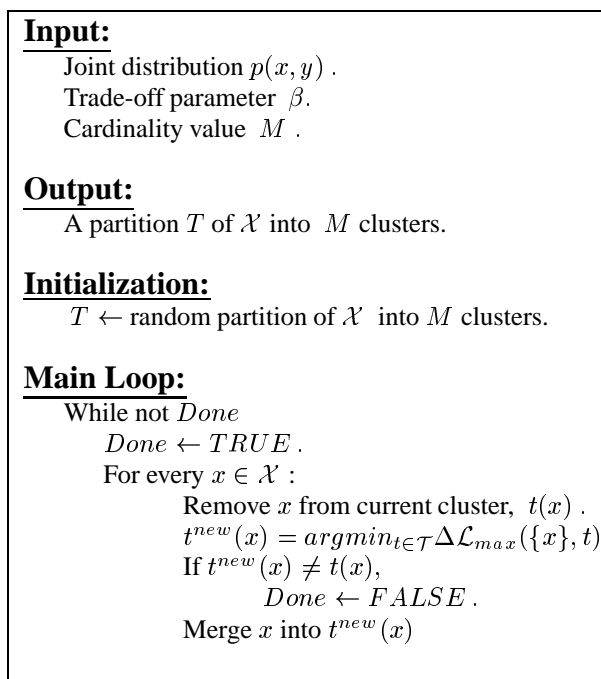 Input:
Joint distribution p(x, y) .
Trade-off parameter β.
Cardinality value M .
Output:
A partition T of 𝒳 into M clusters.
Initialization:
T ← random partition of 𝒳 into M clusters.
Main Loop:
While not Done
Done ← TRUE .
For every x ∈ 𝒳 :
Remove x from current cluster, t(x) .
t^{new}(x) = argmin_{t∈𝒯} Δℒ_{max}({x}, t)
If t^{new}(x) ≠ t(x),
Done ← FALSE .
Merge x into t^{new}(x)